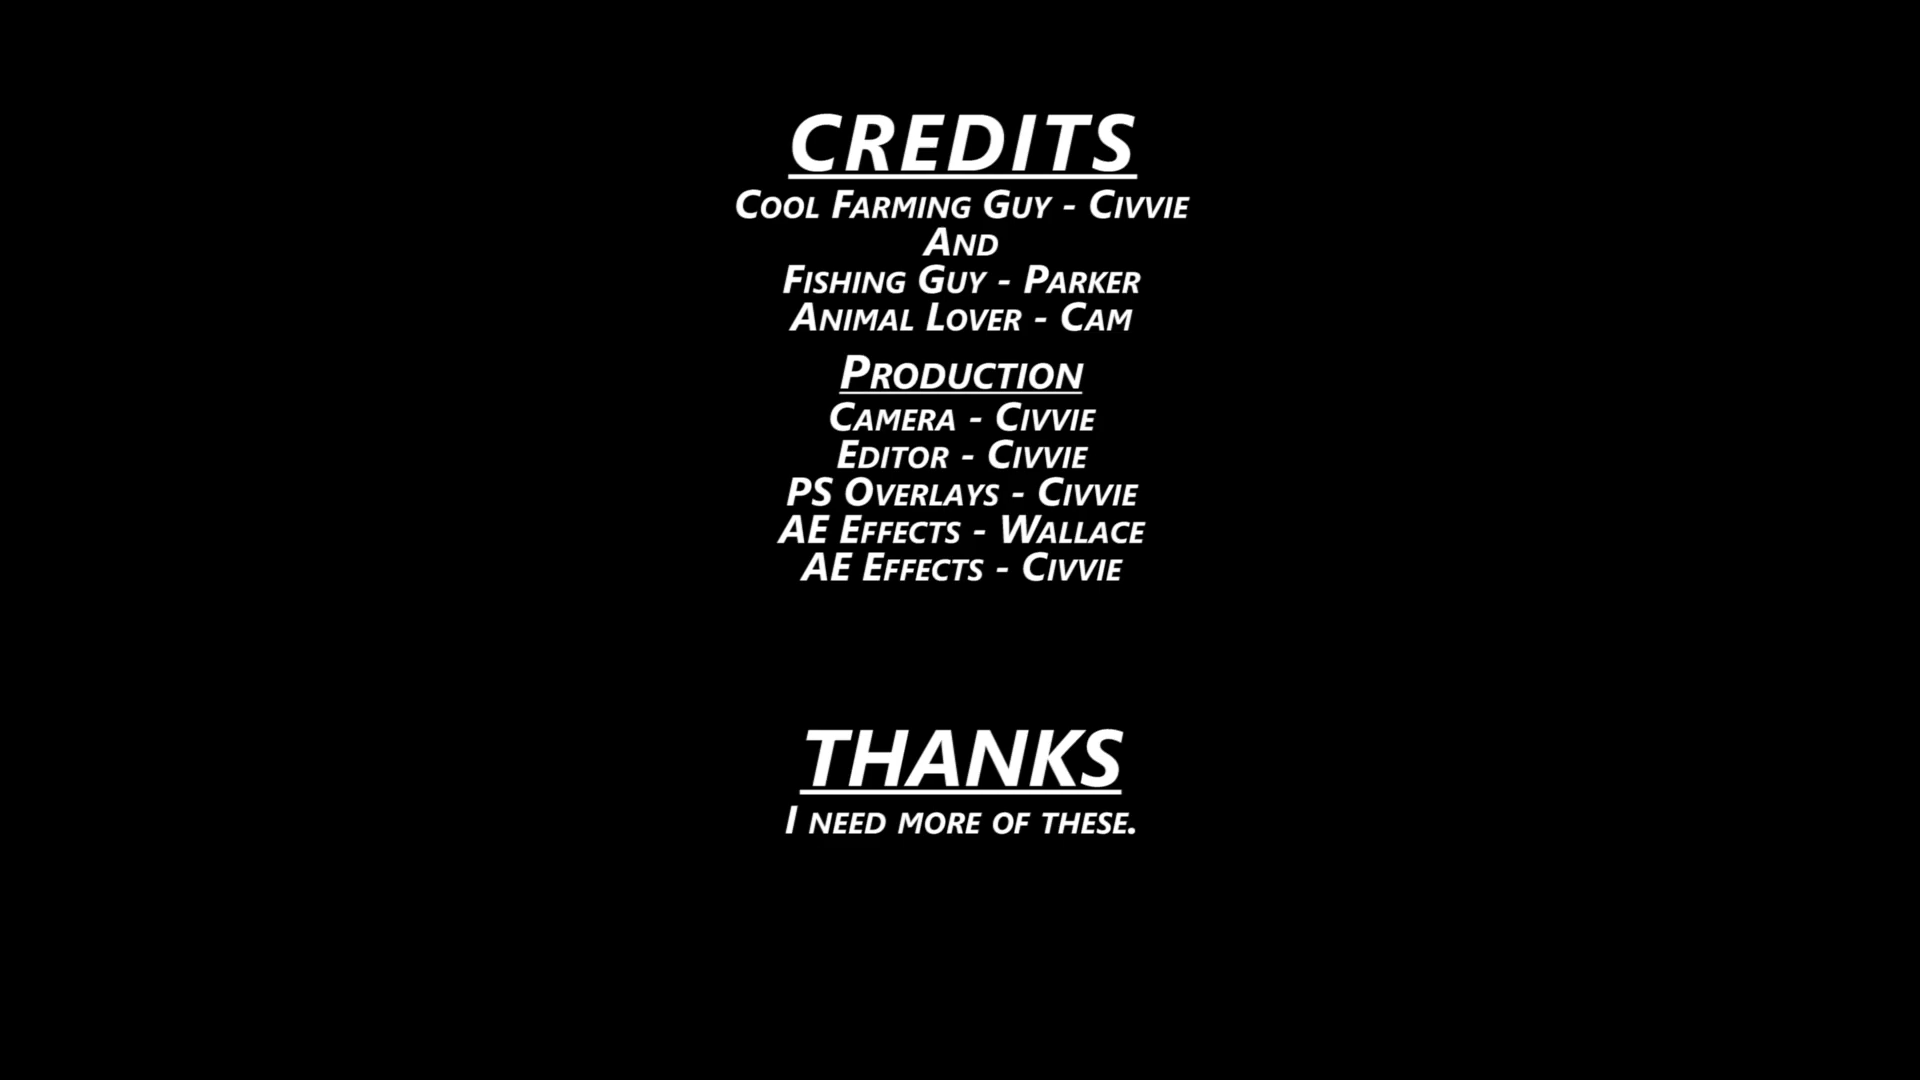 CREDITS
Cool Farming Guy - Civvie
And
Fishing Guy - Parker
Animal Lover - Cam
Production
Camera - Civvie
Editor - Civvie
PS Overlays - Civvie
AE Effects - Wallace
AE Effects - Civvie
THANKS
I need more of these.